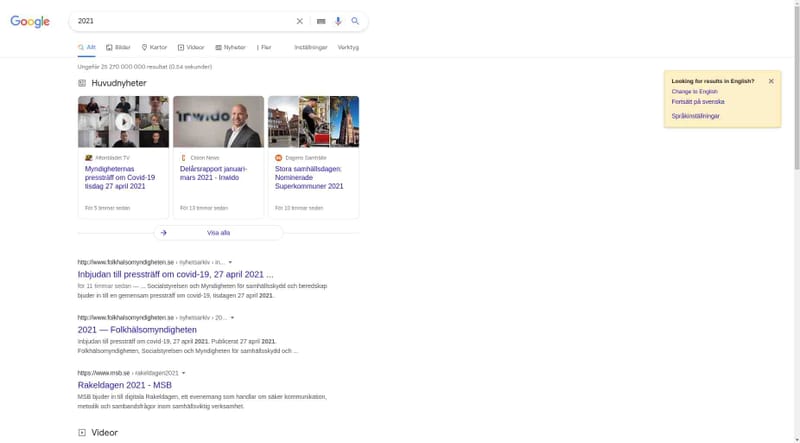 Google
2021
Allt
Bilder
Kartor
Videor
Nyheter
Fler
Inställningar
Verktyg
Ungefär 25 270 000 000 resultat (0,64 sekunder)
Looking for results in English?
Change to English
Fortsätt på svenska
Språkinställningar
Huvudnyheter
inwido
Aftonbladet TV
Myndigheternas
pressträff om Covid-19
tisdag 27 april 2021
För 5 timmar sedan
Cision News
Delårsrapport januari-
mars 2021 - Inwido
För 13 timmar sedan
Dagens Samhälle
Stora samhällsdagen:
Nominerade
Superkommuner 2021
För 10 timmar sedan
Visa alla
http://www.folkhalsomyndigheten.se › nyhetsarkiv › in...
Inbjudan till pressträff om covid-19, 27 april 2021 ...
för 11 timmar sedan — ... Socialstyrelsen och Myndigheten för samhällsskydd och beredskap
bjuder in till en gemensam pressträff om covid-19, tisdagen 27 april 2021.
http://www.folkhalsomyndigheten.se › nyhetsarkiv › 20...
2021 — Folkhälsomyndigheten
Inbjudan till pressträff om covid-19, 27 april 2021. Publicerat 27 april 2021.
Folkhälsomyndigheten, Socialstyrelsen och Myndigheten för samhällsskydd och ...
https://www.msb.se › rakeldagen2021
Rakeldagen 2021 - MSB
MSB bjuder in till digitala Rakeldagen, ett evenemang som handlar om säker kommunikation,
metodik och sambandsfrågor inom samhällsviktig verksamhet.
Videor